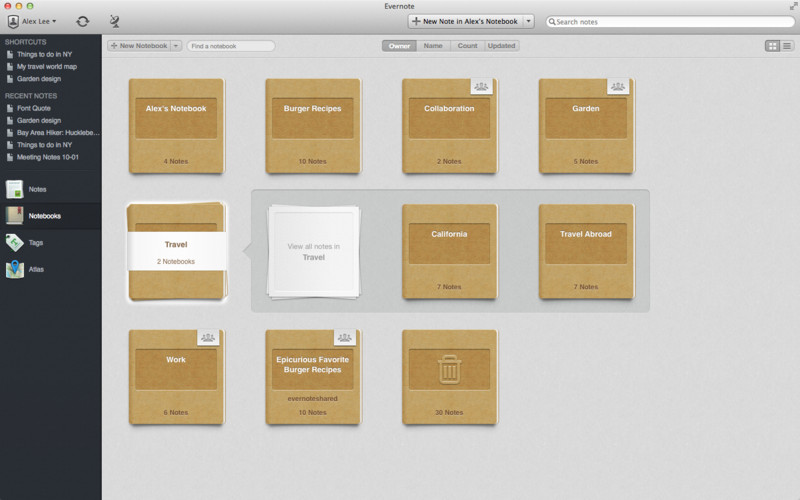 Evernote
Alex Lee
New Note in Alex's Notebook
Search notes
SHORTCUTS
Things to do in NY
My travel world map
Garden design
RECENT NOTES
Font Quote
Garden design
Bay Area Hiker: Hucklebe...
Things to do in NY
Meeting Notes 10-01
Notes
Notebooks
Tags
Atlas
New Notebook
Find a notebook
Owner
Name
Count
Updated
Alex's Notebook
4 Notes
Burger Recipes
10 Notes
Collaboration
2 Notes
Garden
5 Notes
Travel
2 Notebooks
View all notes in
Travel
California
7 Notes
Travel Abroad
7 Notes
Work
6 Notes
Epicurious Favorite
Burger Recipes
evernoteshared
10 Notes
30 Notes